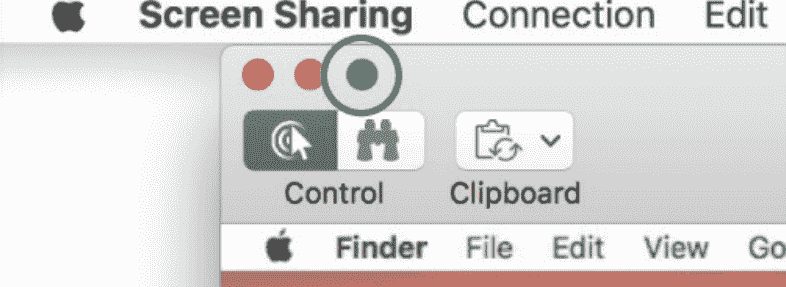 Screen Sharing Connection Edit
Control Clipboard
Finder File Edit View Go